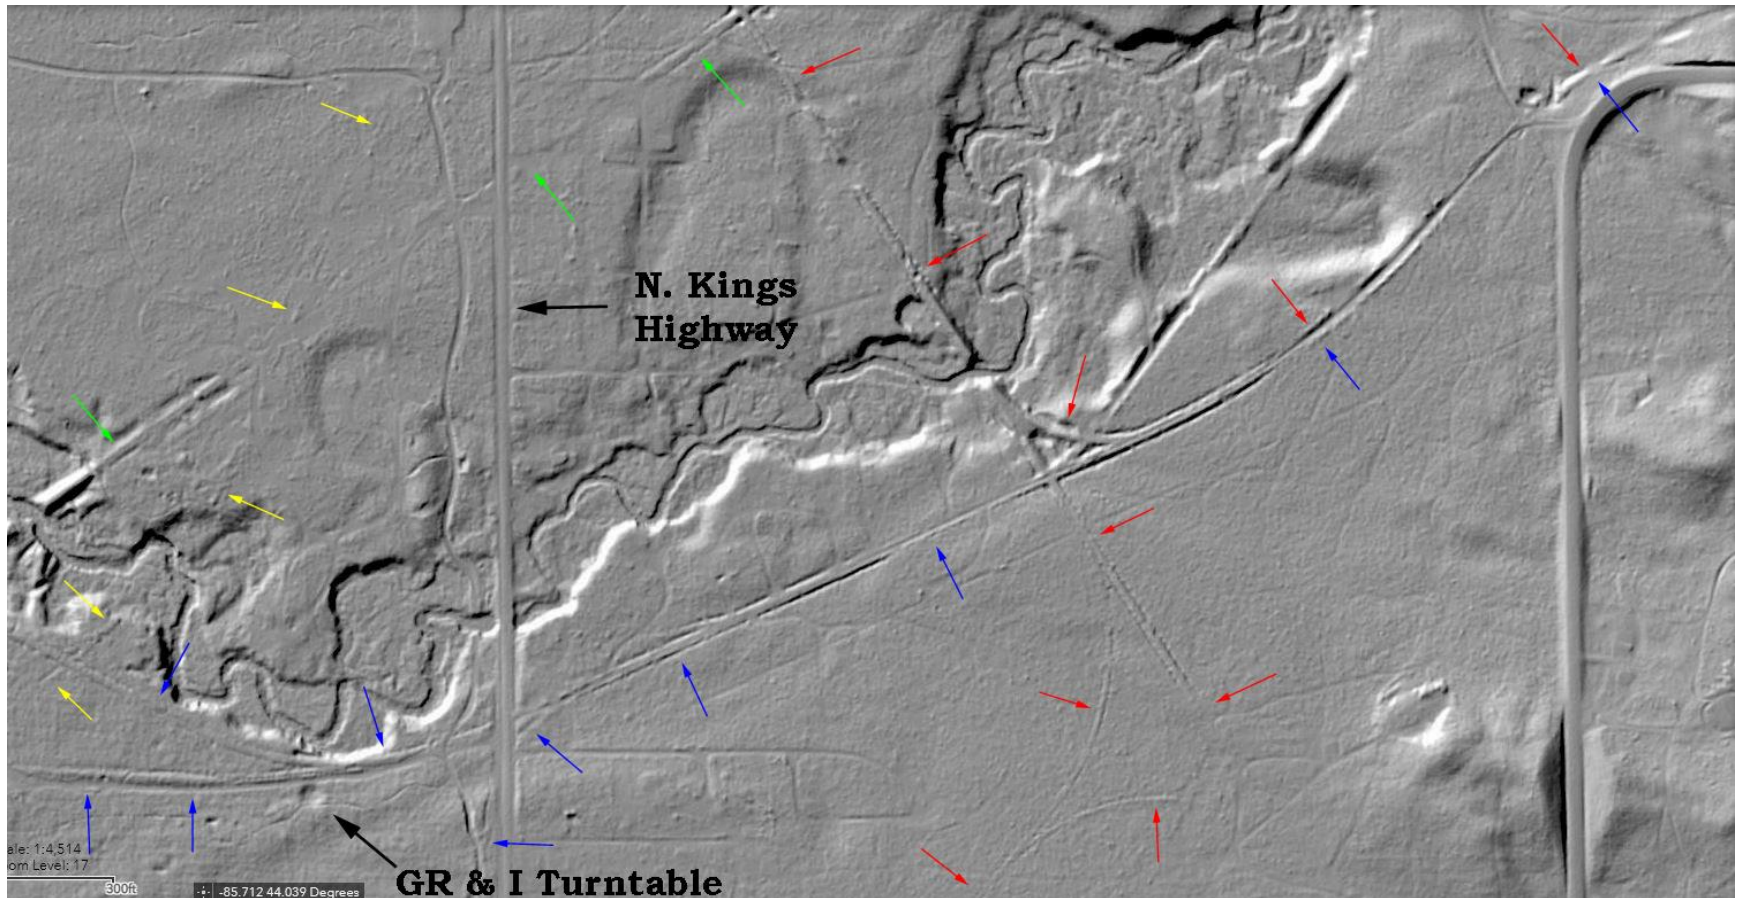 N. Kings
Highway
ale: 1:4,514
om Level: 17
300ft
-85.712 44.039 Degrees
GR & I Turntable